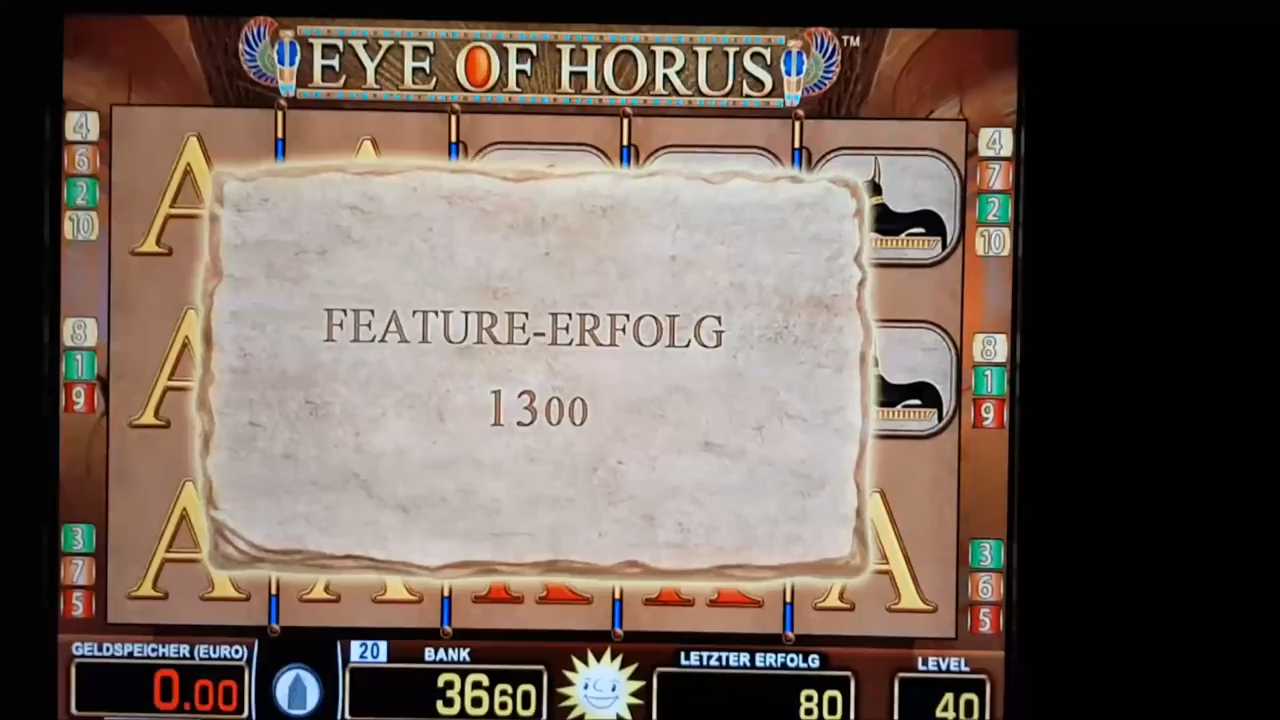 EYE OF HORUS™
4
6
2
10
8
1
9
3
7
5
4
7
2
10
8
1
9
3
6
5
A
A
A
A
FEATURE-ERFOLG
1300
GELDSPEICHER (EURO)
0.00
20
BANK
3660
LETZTER ERFOLG
80
LEVEL
40